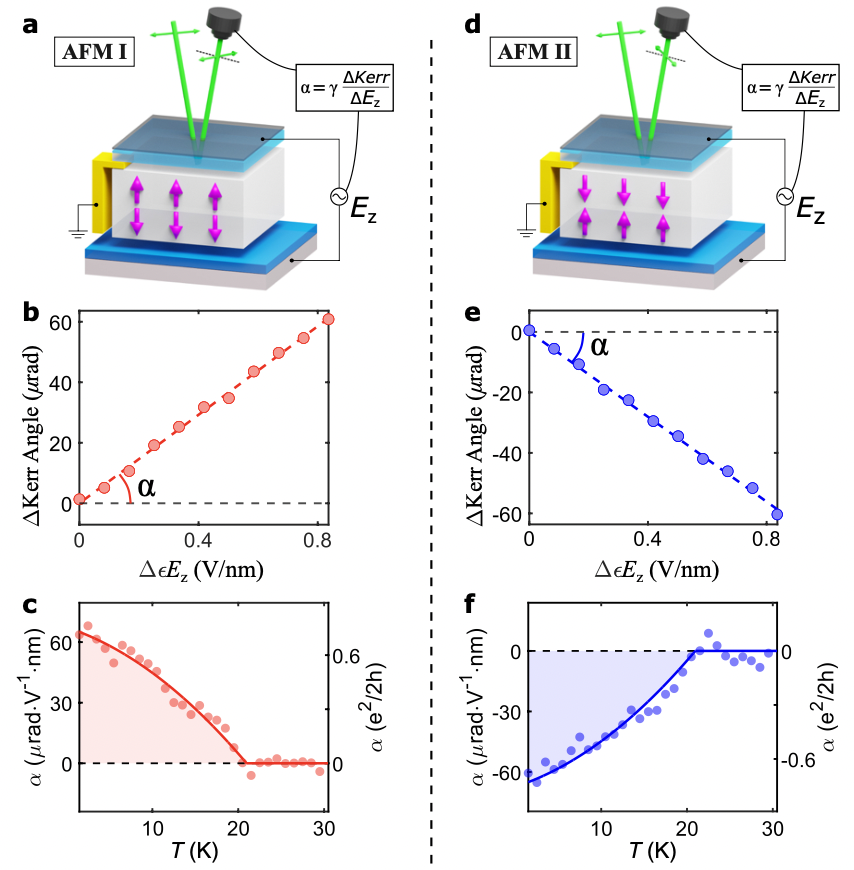 a
AFM I
α = γ ΔKerr / ΔEz
Ez
b
ΔKerr Angle (μrad)
60
40
20
0
α
0
0.4
0.8
ΔϵEz (V/nm)
c
α (μrad·V⁻¹·nm)
60
30
0
0.6
0
α (e²/2h)
10
20
30
T (K)
d
AFM II
α = γ ΔKerr / ΔEz
Ez
e
ΔKerr Angle (μrad)
0
-20
-40
-60
α
0
0.4
0.8
ΔϵEz (V/nm)
f
α (μrad·V⁻¹·nm)
0
-30
-60
0
-0.6
α (e²/2h)
10
20
30
T (K)